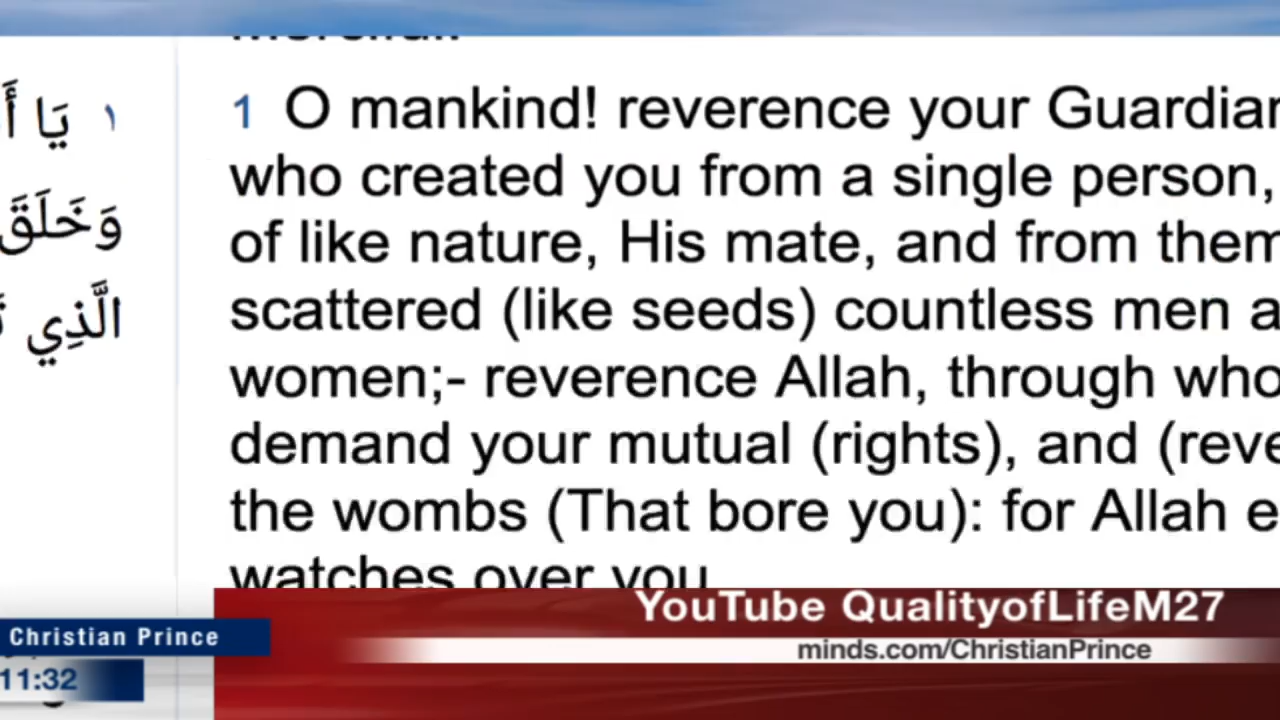 Merciful.
1 O mankind! reverence your Guardian
who created you from a single person,
of like nature, His mate, and from them
scattered (like seeds) countless men a
women;- reverence Allah, through who
demand your mutual (rights), and (reve
the wombs (That bore you): for Allah e
watches over you
١ يَا أَ
وَخَلَقَ
الَّذِي تَ
YouTube QualityofLifeM27
minds.com/ChristianPrince
Christian Prince
11:32